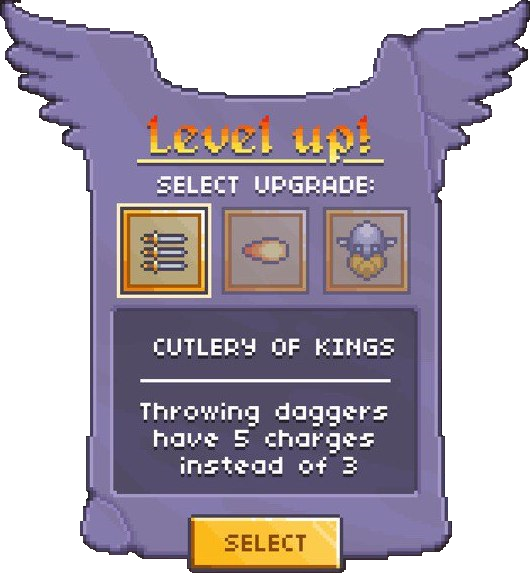 Level up!
SELECT UPGRADE:
CUTLERY OF KINGS
Throwing daggers
have 5 charges
instead of 3
SELECT